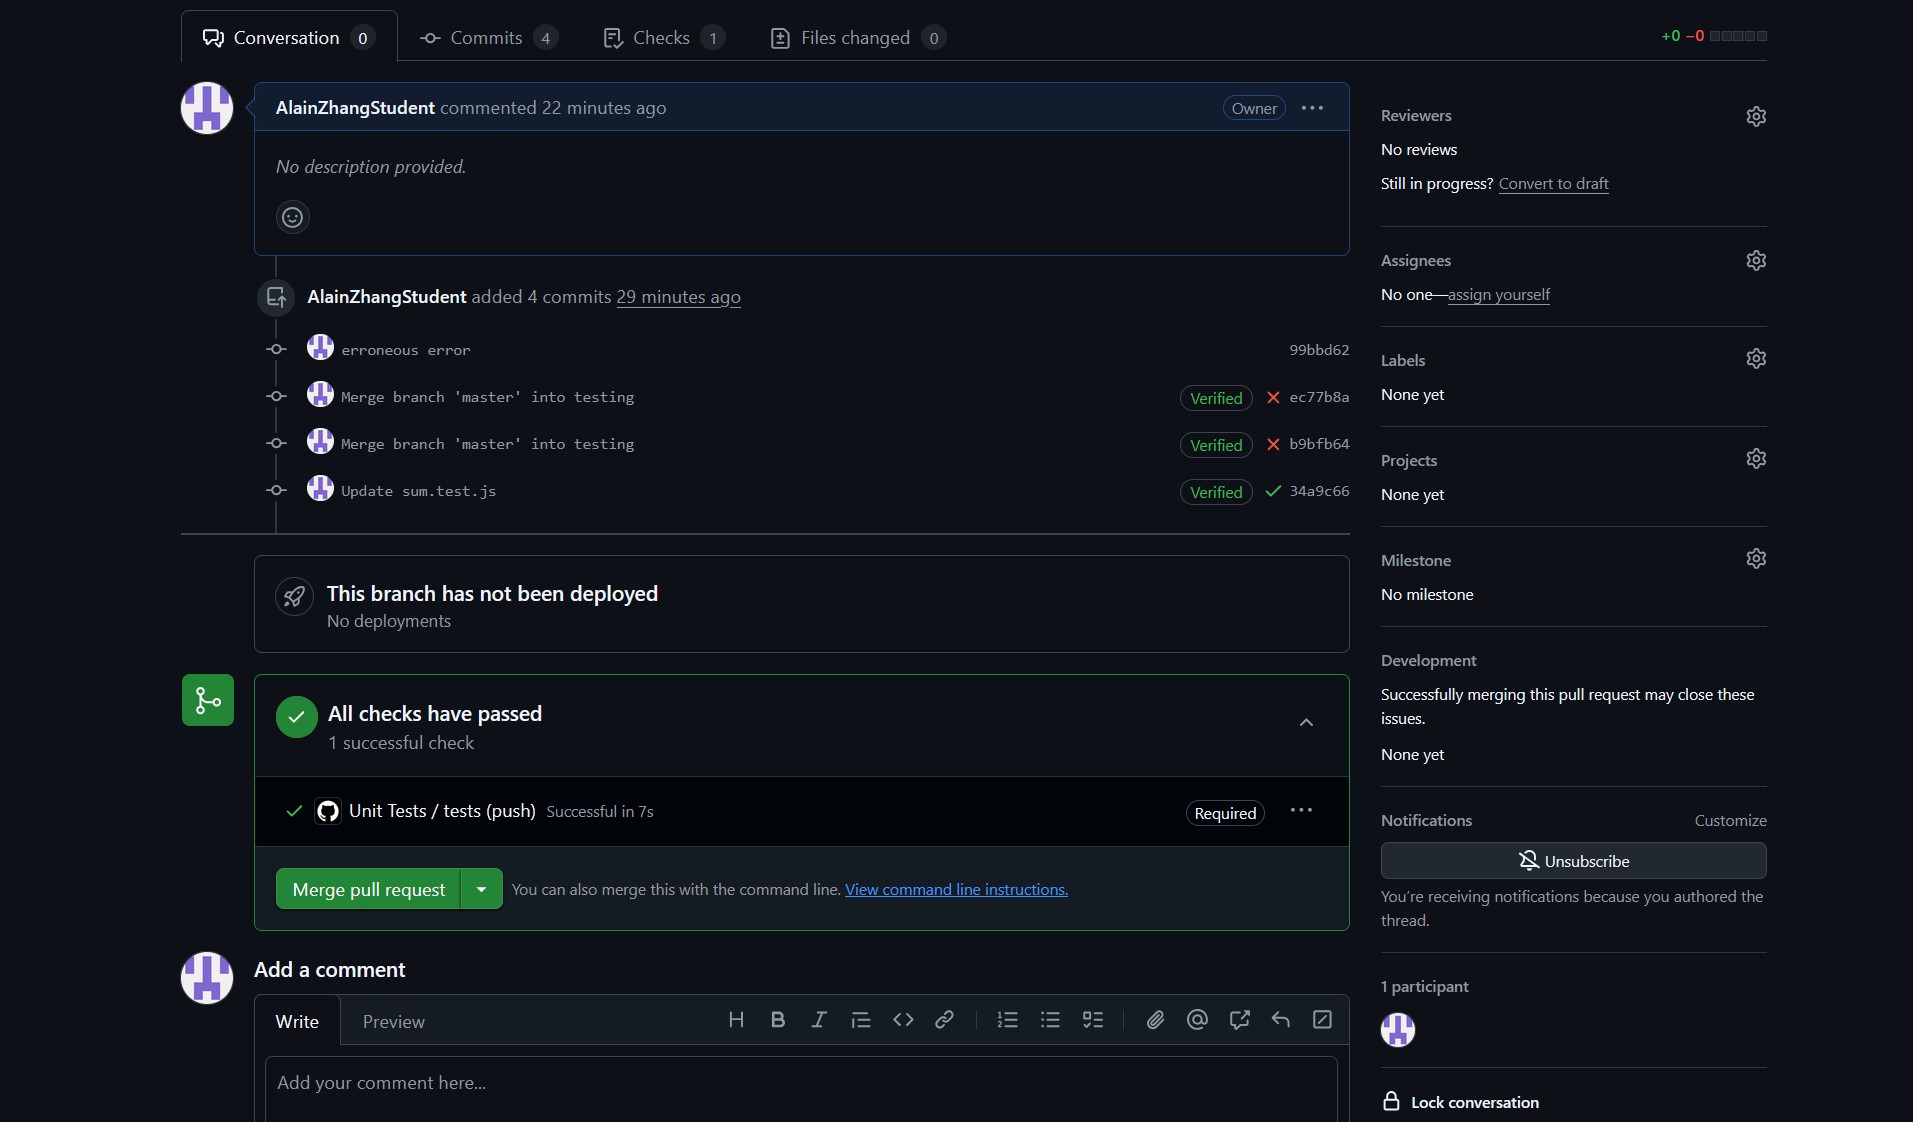 Conversation 0 Commits 4 Checks 1 Files changed 0 +0 −0
AlainZhangStudent commented 22 minutes ago Owner
No description provided.
AlainZhangStudent added 4 commits 29 minutes ago
erroneous error 99bbd62
Merge branch 'master' into testing Verified ec77b8a
Merge branch 'master' into testing Verified b9bfb64
Update sum.test.js Verified 34a9c66
This branch has not been deployed
No deployments
All checks have passed
1 successful check
Unit Tests / tests (push) Successful in 7s Required
Merge pull request You can also merge this with the command line. View command line instructions.
Add a comment
Write Preview
Add your comment here...
Reviewers
No reviews
Still in progress? Convert to draft
Assignees
No one—assign yourself
Labels
None yet
Projects
None yet
Milestone
No milestone
Development
Successfully merging this pull request may close these
issues.
None yet
Notifications Customize
Unsubscribe
You're receiving notifications because you authored the
thread.
1 participant
Lock conversation